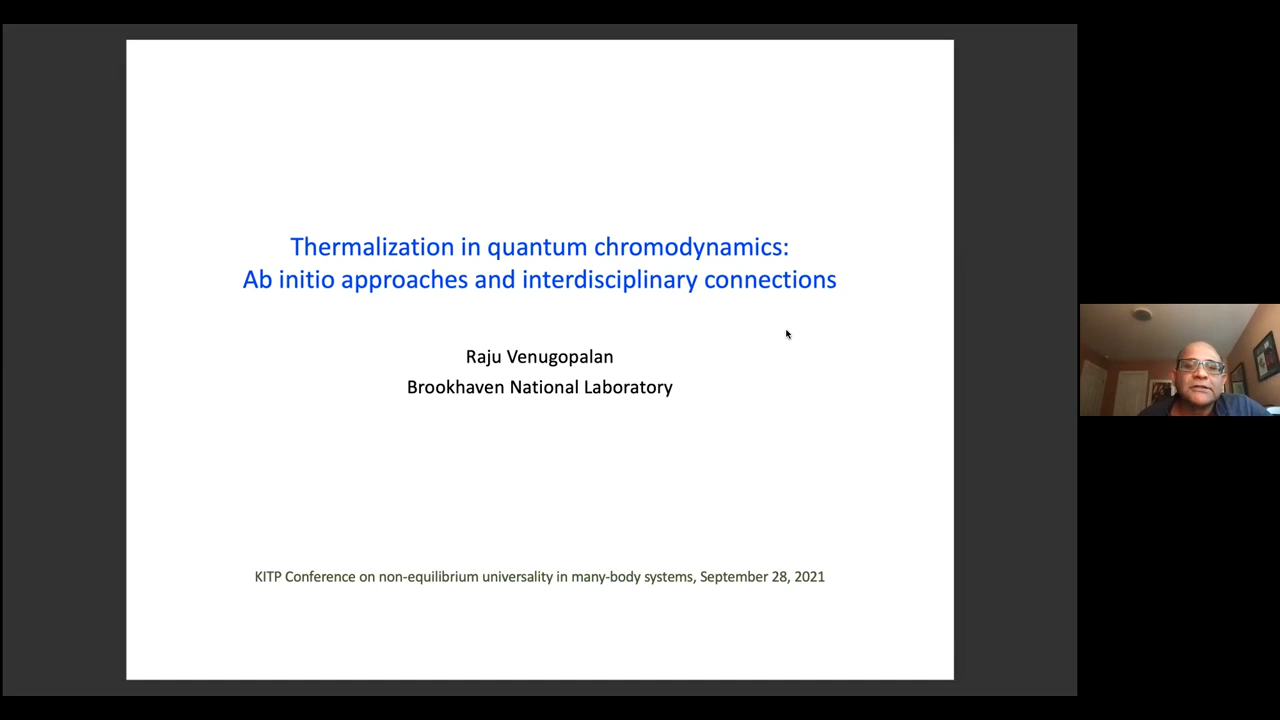 Thermalization in quantum chromodynamics:
Ab initio approaches and interdisciplinary connections
Raju Venugopalan
Brookhaven National Laboratory
KITP Conference on non-equilibrium universality in many-body systems, September 28, 2021